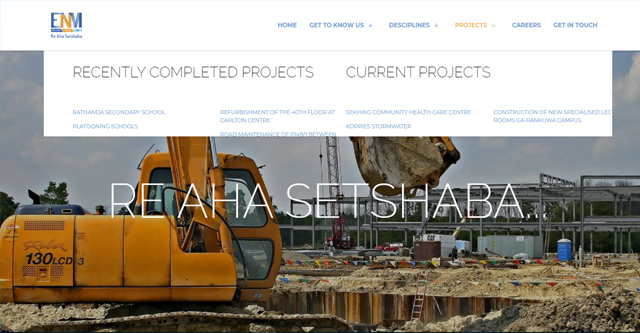 ENM
Re Aha Setshaba
HOME
GET TO KNOW US
DESCIPLINES
PROJECTS
CAREERS
GET IN TOUCH
RECENTLY COMPLETED PROJECTS
CURRENT PROJECTS
RATHANDA SECONDARY SCHOOL
PLATOONING SCHOOLS
REFURBISHMENT OF THE 40TH FLOOR AT
CARLTON CENTRE
ROAD MAINTENANCE OF P148/1 BETWEEN
SEKHING COMMUNITY HEALTH CARE CENTRE
KOPPIES STORMWATER
CONSTRUCTION OF NEW SPECIALISED LEC
ROOMS GA-RANKUWA CAMPUS
RE AHA SETSHABA...
130LCD